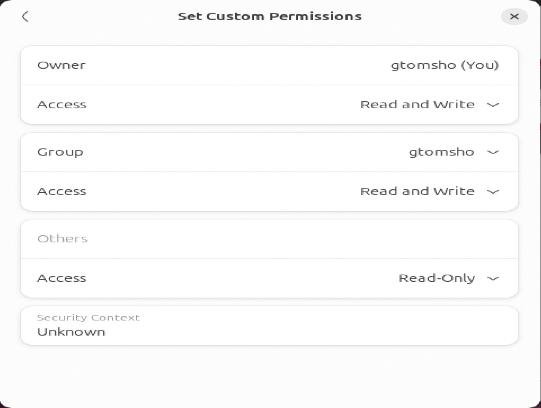 Set Custom Permissions
Owner gtomsho (You)
Access Read and Write
Group gtomsho
Access Read and Write
Others
Access Read-Only
Security Context
Unknown